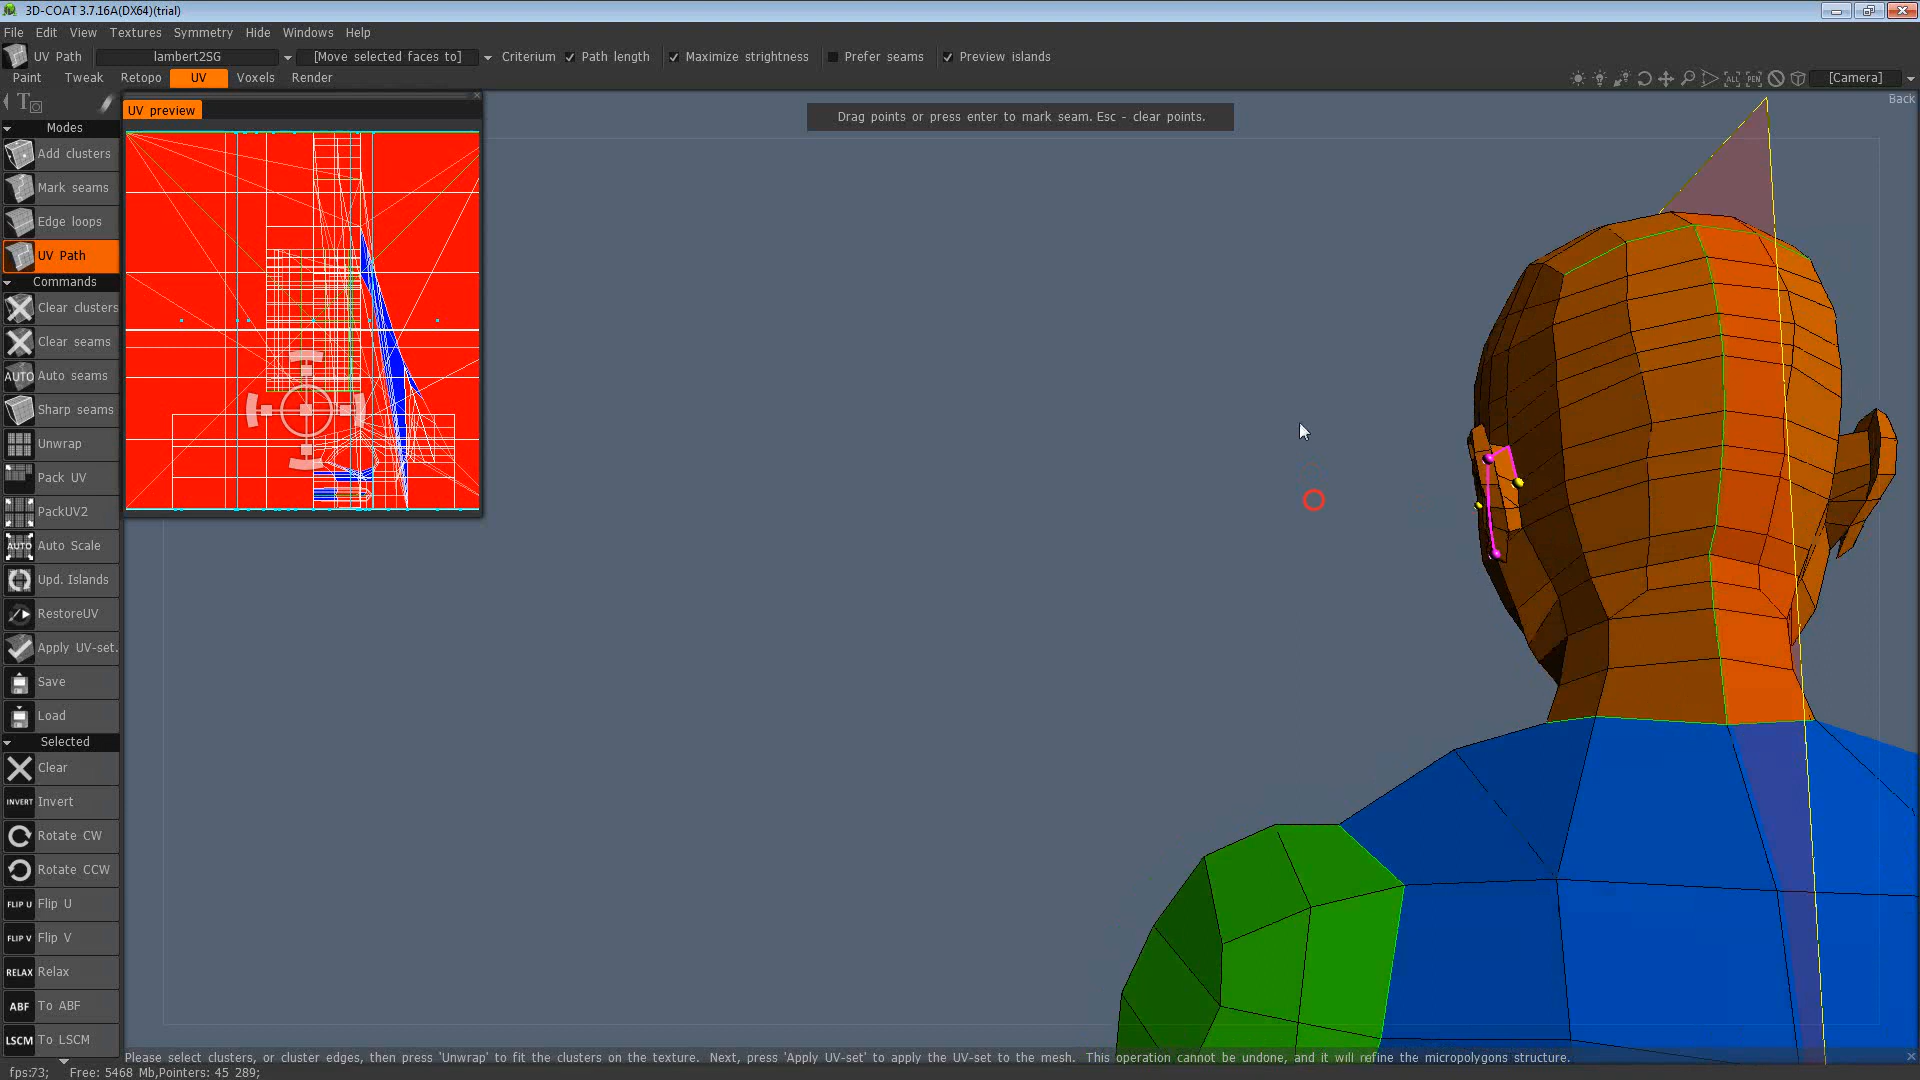 3D-COAT 3.7.16A(DX64)(trial)
File Edit View Textures Symmetry Hide Windows Help
UV Path lambert2SG [Move selected faces to] Criterium Path length Maximize strightness Prefer seams Preview islands
Paint Tweak Retopo UV Voxels Render ALL PEN [Camera]
UV preview
Back
Drag points or press enter to mark seam. Esc - clear points.
Modes
Add clusters
Mark seams
Edge loops
UV Path
Commands
Clear clusters
Clear seams
AUTO Auto seams
Sharp seams
Unwrap
Pack UV
PackUV2
AUTO Auto Scale
Upd. Islands
RestoreUV
Apply UV-set.
Save
Load
Selected
Clear
INVERT Invert
Rotate CW
Rotate CCW
FLIP U Flip U
FLIP V Flip V
RELAX Relax
ABF To ABF
LSCM To LSCM
Please select clusters, or cluster edges, then press 'Unwrap' to fit the clusters on the texture. Next, press 'Apply UV-set' to apply the UV-set to the mesh. This operation cannot be undone, and it will refine the micropolygons structure.
fps:73; Free: 5468 Mb,Pointers: 45 289;